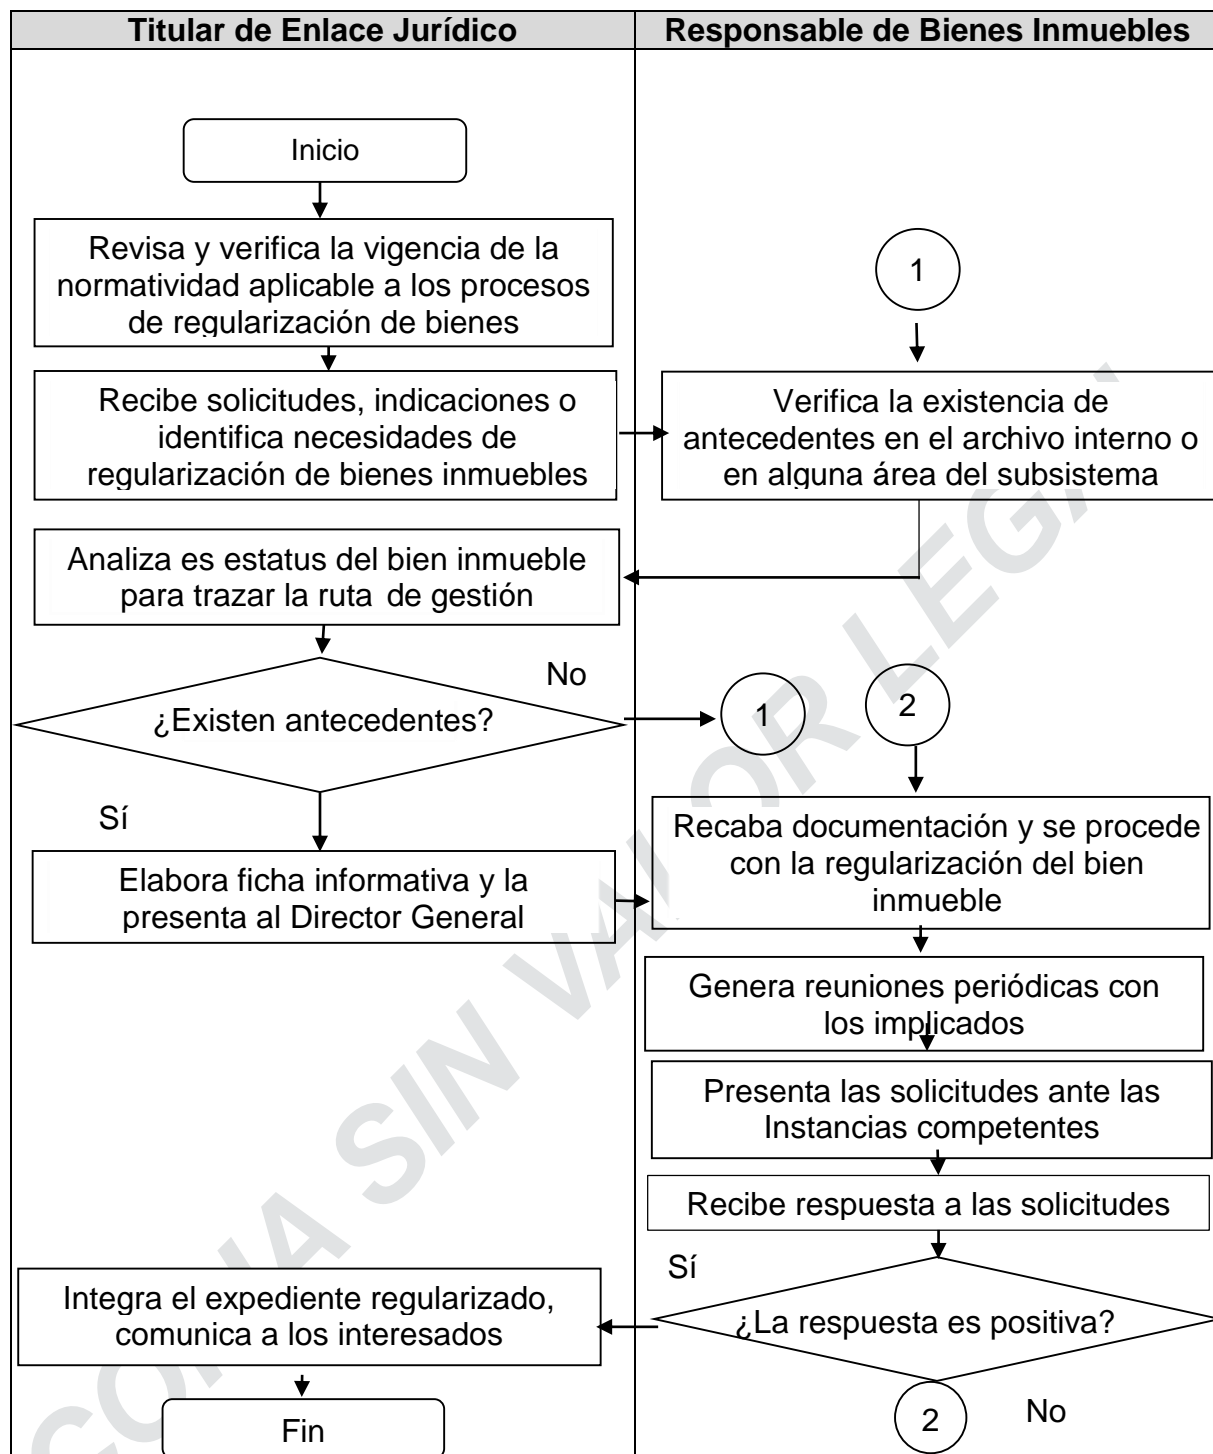 Titular de Enlace Jurídico
Responsable de Bienes Inmuebles
Inicio
Revisa y verifica la vigencia de la
normatividad aplicable a los procesos
de regularización de bienes
1
Recibe solicitudes, indicaciones o
identifica necesidades de
regularización de bienes inmuebles
Verifica la existencia de
antecedentes en el archivo interno o
en alguna área del subsistema
Analiza es estatus del bien inmueble
para trazar la ruta de gestión
¿Existen antecedentes?
No
1
2
Sí
Elabora ficha informativa y la
presenta al Director General
Recaba documentación y se procede
con la regularización del bien
inmueble
Genera reuniones periódicas con
los implicados
Presenta las solicitudes ante las
Instancias competentes
Recibe respuesta a las solicitudes
Sí
¿La respuesta es positiva?
Integra el expediente regularizado,
comunica a los interesados
2
No
Fin
SIN VALOR